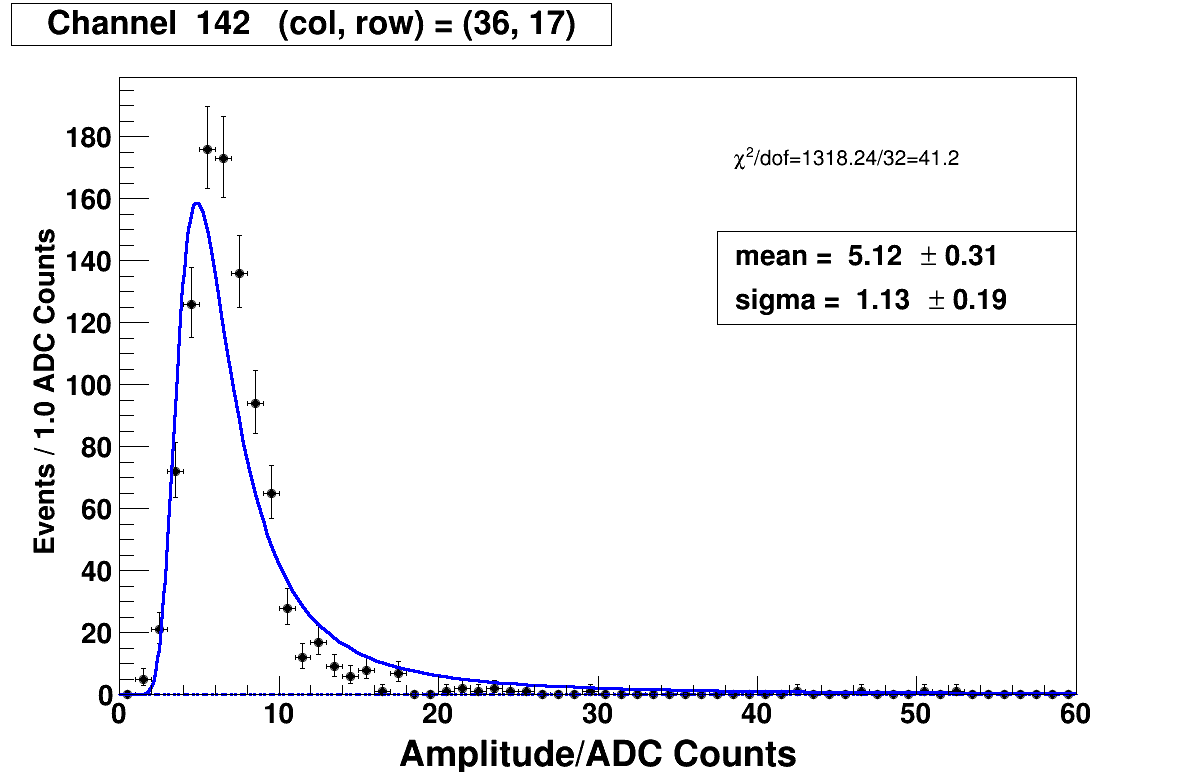 Channel 142 (col, row) = (36, 17)
χ²/dof=1318.24/32=41.2
mean = 5.12 ± 0.31
sigma = 1.13 ± 0.19
Events / 1.0 ADC Counts
180
160
140
120
100
80
60
40
20
0
0 10 20 30 40 50 60
Amplitude/ADC Counts